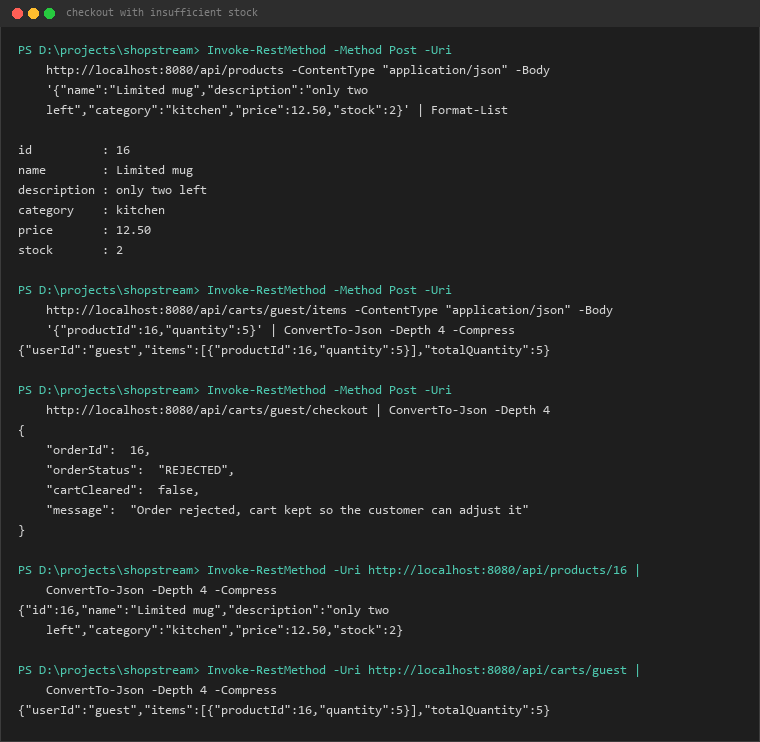 checkout with insufficient stock
PS D:\projects\shopstream> Invoke-RestMethod -Method Post -Uri
    http://localhost:8080/api/products -ContentType "application/json" -Body
    '{"name":"Limited mug","description":"only two
    left","category":"kitchen","price":12.50,"stock":2}' | Format-List

id          : 16
name        : Limited mug
description : only two left
category    : kitchen
price       : 12.50
stock       : 2

PS D:\projects\shopstream> Invoke-RestMethod -Method Post -Uri
    http://localhost:8080/api/carts/guest/items -ContentType "application/json" -Body
    '{"productId":16,"quantity":5}' | ConvertTo-Json -Depth 4 -Compress
{"userId":"guest","items":[{"productId":16,"quantity":5}],"totalQuantity":5}

PS D:\projects\shopstream> Invoke-RestMethod -Method Post -Uri
    http://localhost:8080/api/carts/guest/checkout | ConvertTo-Json -Depth 4
{
    "orderId":  16,
    "orderStatus":  "REJECTED",
    "cartCleared":  false,
    "message":  "Order rejected, cart kept so the customer can adjust it"
}

PS D:\projects\shopstream> Invoke-RestMethod -Uri http://localhost:8080/api/products/16 |
    ConvertTo-Json -Depth 4 -Compress
{"id":16,"name":"Limited mug","description":"only two
    left","category":"kitchen","price":12.50,"stock":2}

PS D:\projects\shopstream> Invoke-RestMethod -Uri http://localhost:8080/api/carts/guest |
    ConvertTo-Json -Depth 4 -Compress
{"userId":"guest","items":[{"productId":16,"quantity":5}],"totalQuantity":5}